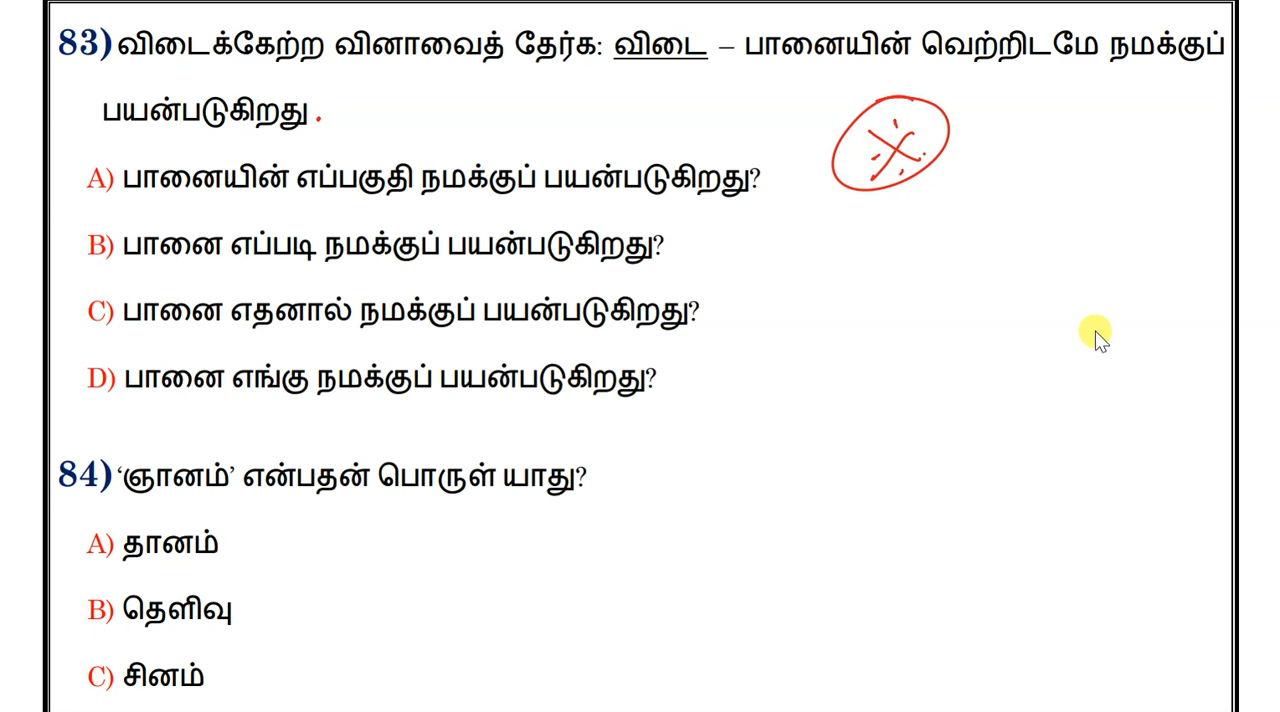 83) விடைக்கேற்ற வினாவைத் தேர்க: விடை – பானையின் வெற்றிடமே நமக்குப்
பயன்படுகிறது .
A) பானையின் எப்பகுதி நமக்குப் பயன்படுகிறது?
B) பானை எப்படி நமக்குப் பயன்படுகிறது?
C) பானை எதனால் நமக்குப் பயன்படுகிறது?
D) பானை எங்கு நமக்குப் பயன்படுகிறது?
84) ‘ஞானம்’ என்பதன் பொருள் யாது?
A) தானம்
B) தெளிவு
C) சினம்